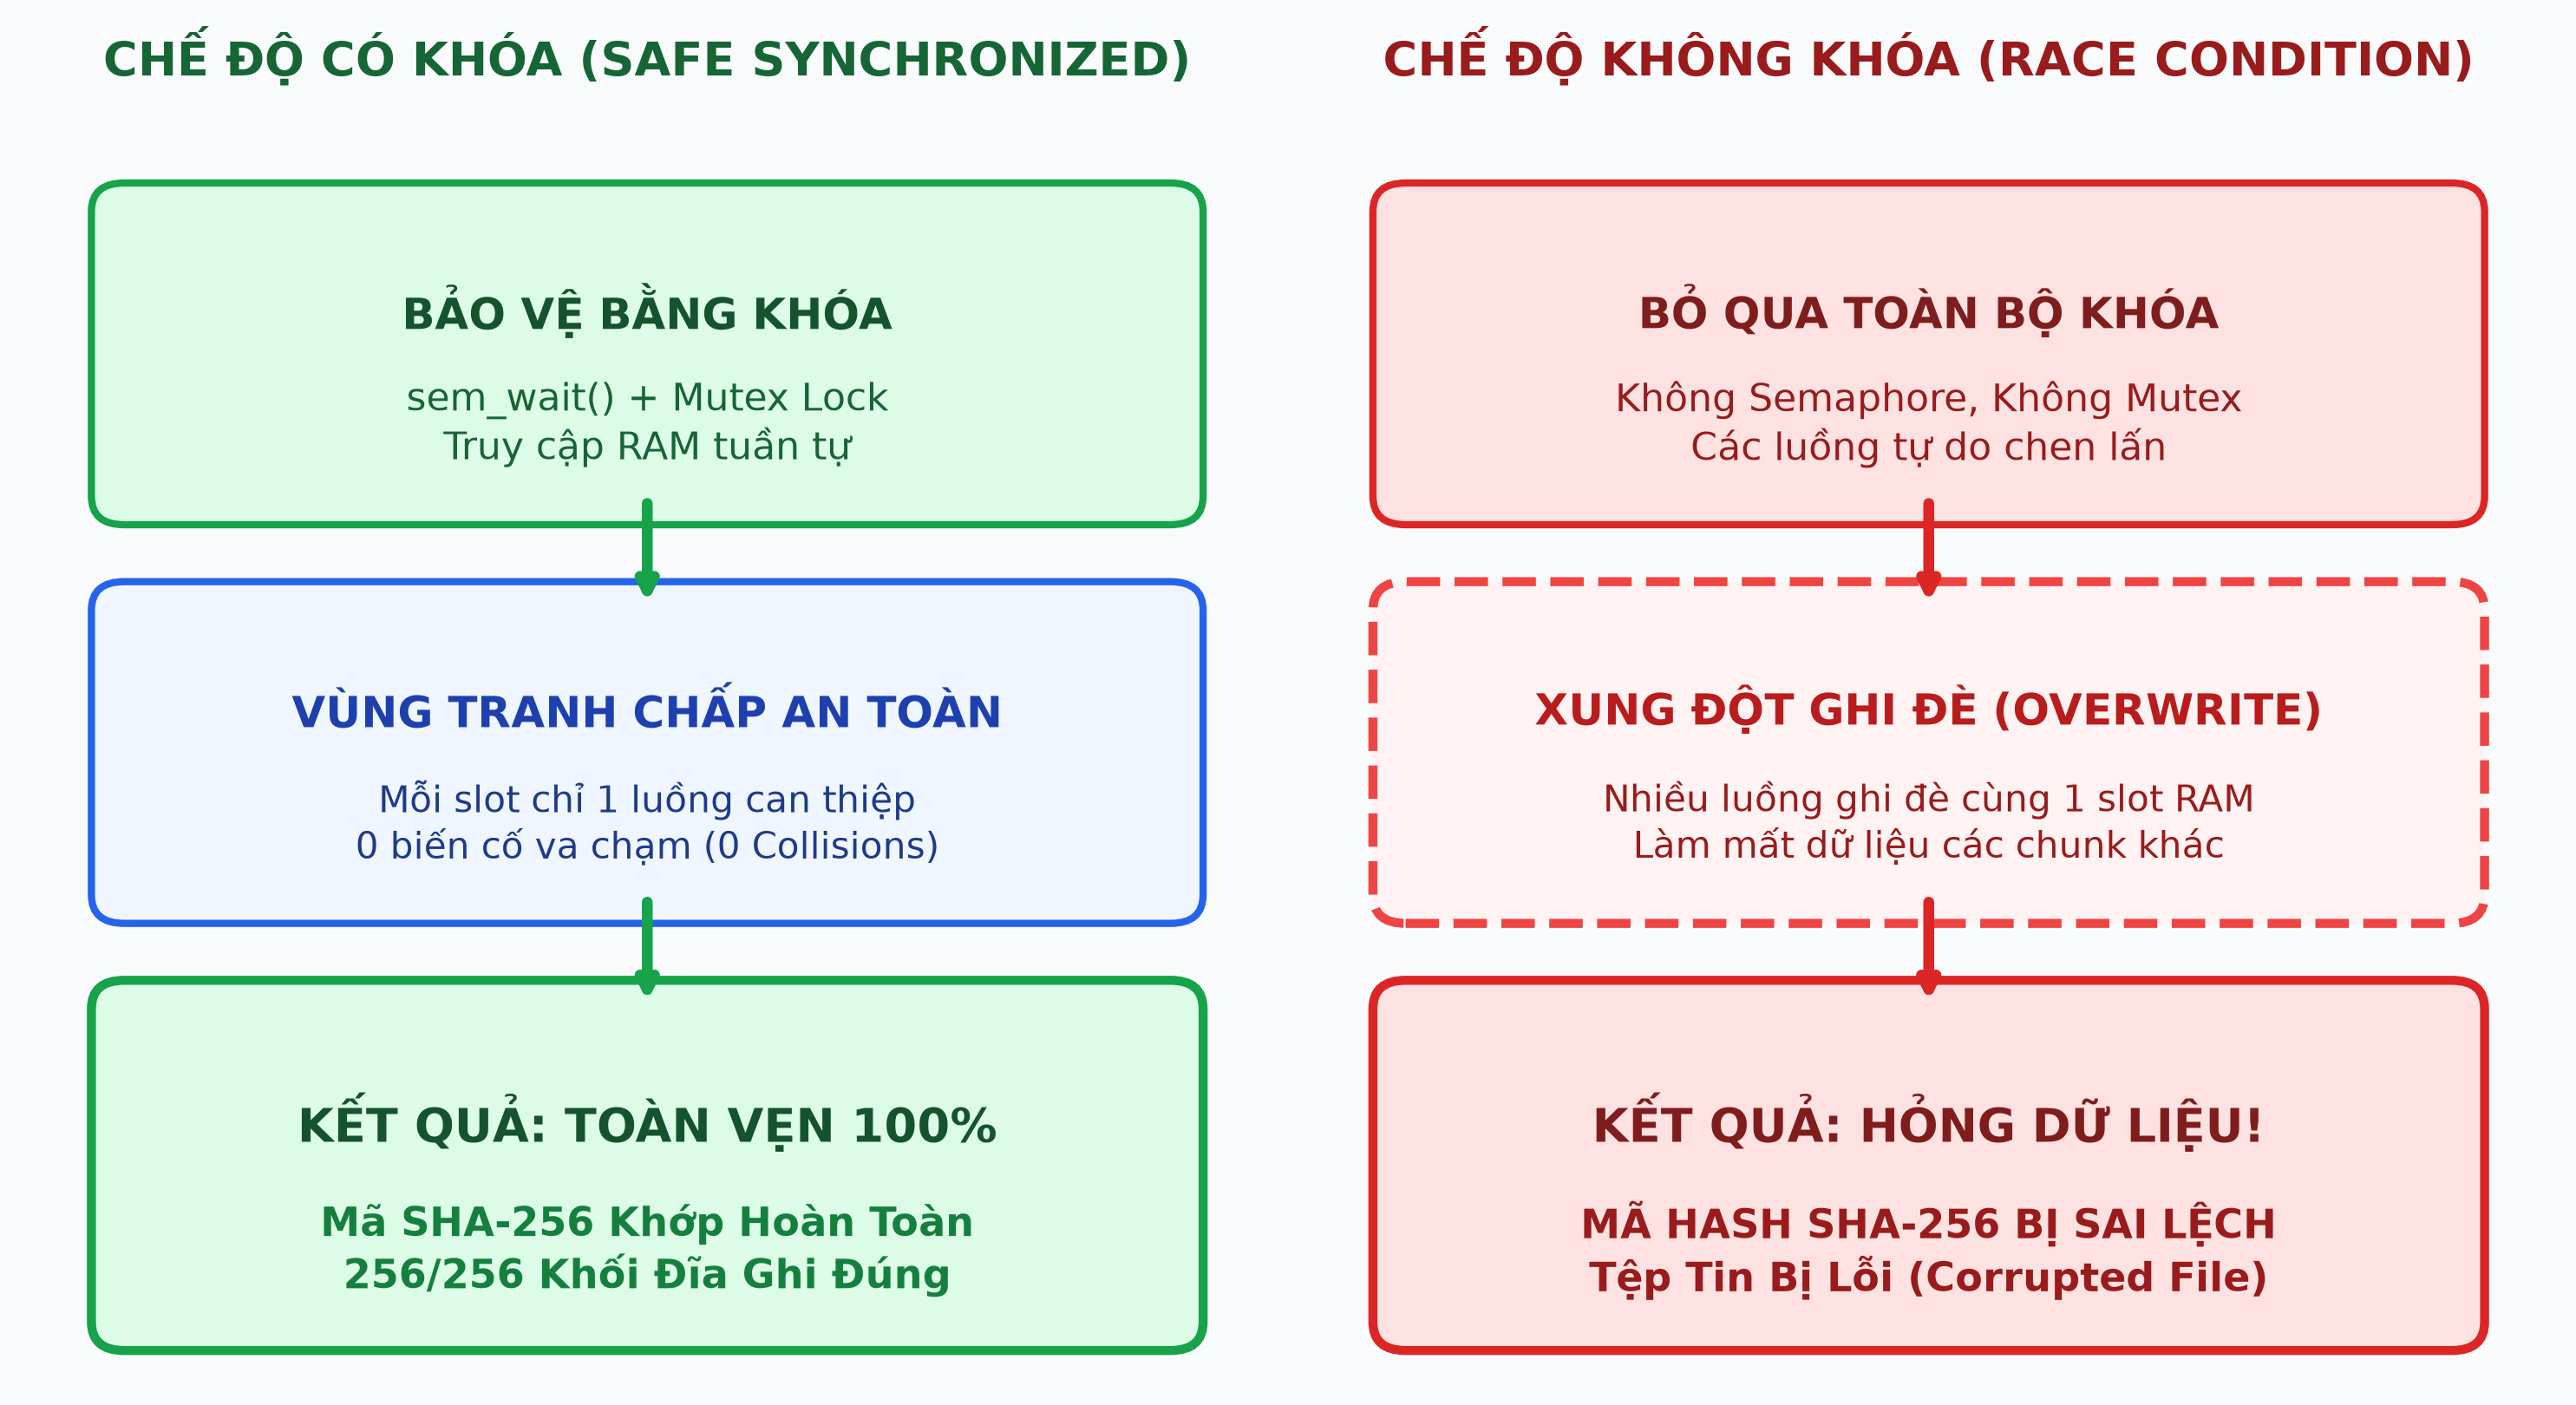 CHẾ ĐỘ CÓ KHÓA (SAFE SYNCHRONIZED)
BẢO VỆ BẰNG KHÓA
sem_wait() + Mutex Lock
Truy cập RAM tuần tự
VÙNG TRANH CHẤP AN TOÀN
Mỗi slot chỉ 1 luồng can thiệp
0 biến cố va chạm (0 Collisions)
KẾT QUẢ: TOÀN VẸN 100%
Mã SHA-256 Khớp Hoàn Toàn
256/256 Khối Đĩa Ghi Đúng
CHẾ ĐỘ KHÔNG KHÓA (RACE CONDITION)
BỎ QUA TOÀN BỘ KHÓA
Không Semaphore, Không Mutex
Các luồng tự do chen lấn
XUNG ĐỘT GHI ĐÈ (OVERWRITE)
Nhiều luồng ghi đè cùng 1 slot RAM
Làm mất dữ liệu các chunk khác
KẾT QUẢ: HỎNG DỮ LIỆU!
MÃ HASH SHA-256 BỊ SAI LỆCH
Tệp Tin Bị Lỗi (Corrupted File)